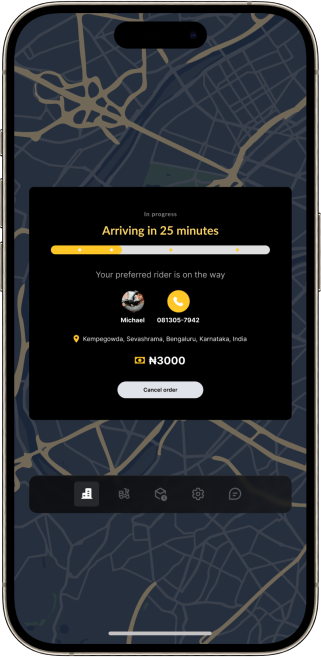 In progress
Arriving in 25 minutes
Your preferred rider is on the way
Michael
081305-7942
Kempegowda, Sevashrama, Bengaluru, Karnataka, India
₦3000
Cancel order